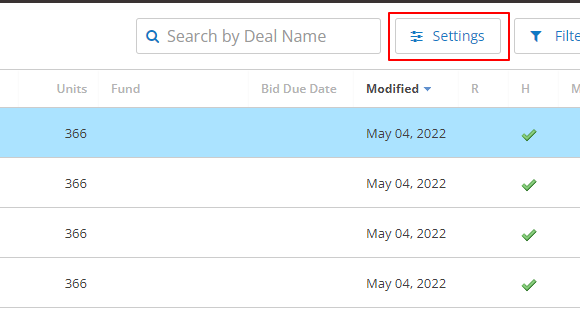 Search by Deal Name Settings Filte
Units Fund Bid Due Date Modified R H M
366 May 04, 2022
366 May 04, 2022
366 May 04, 2022
366 May 04, 2022